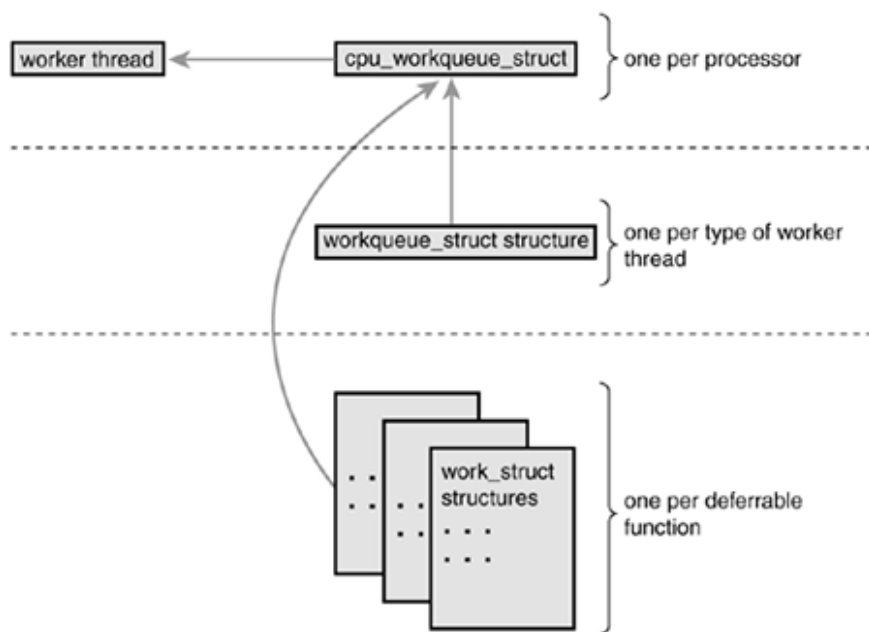 worker thread
cpu_workqueue_struct
one per processor
workqueue_struct structure
one per type of worker
thread
work_struct
structures
one per deferrable
function